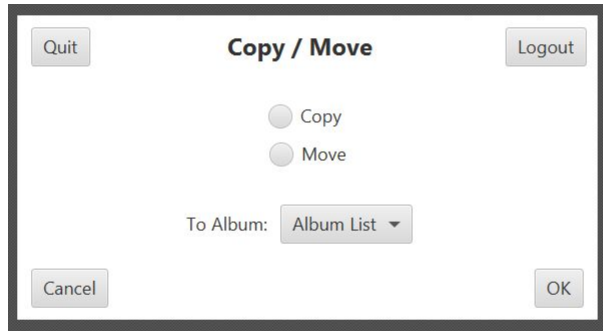 Quit
Copy / Move
Logout
Copy
Move
To Album:
Album List
Cancel
OK